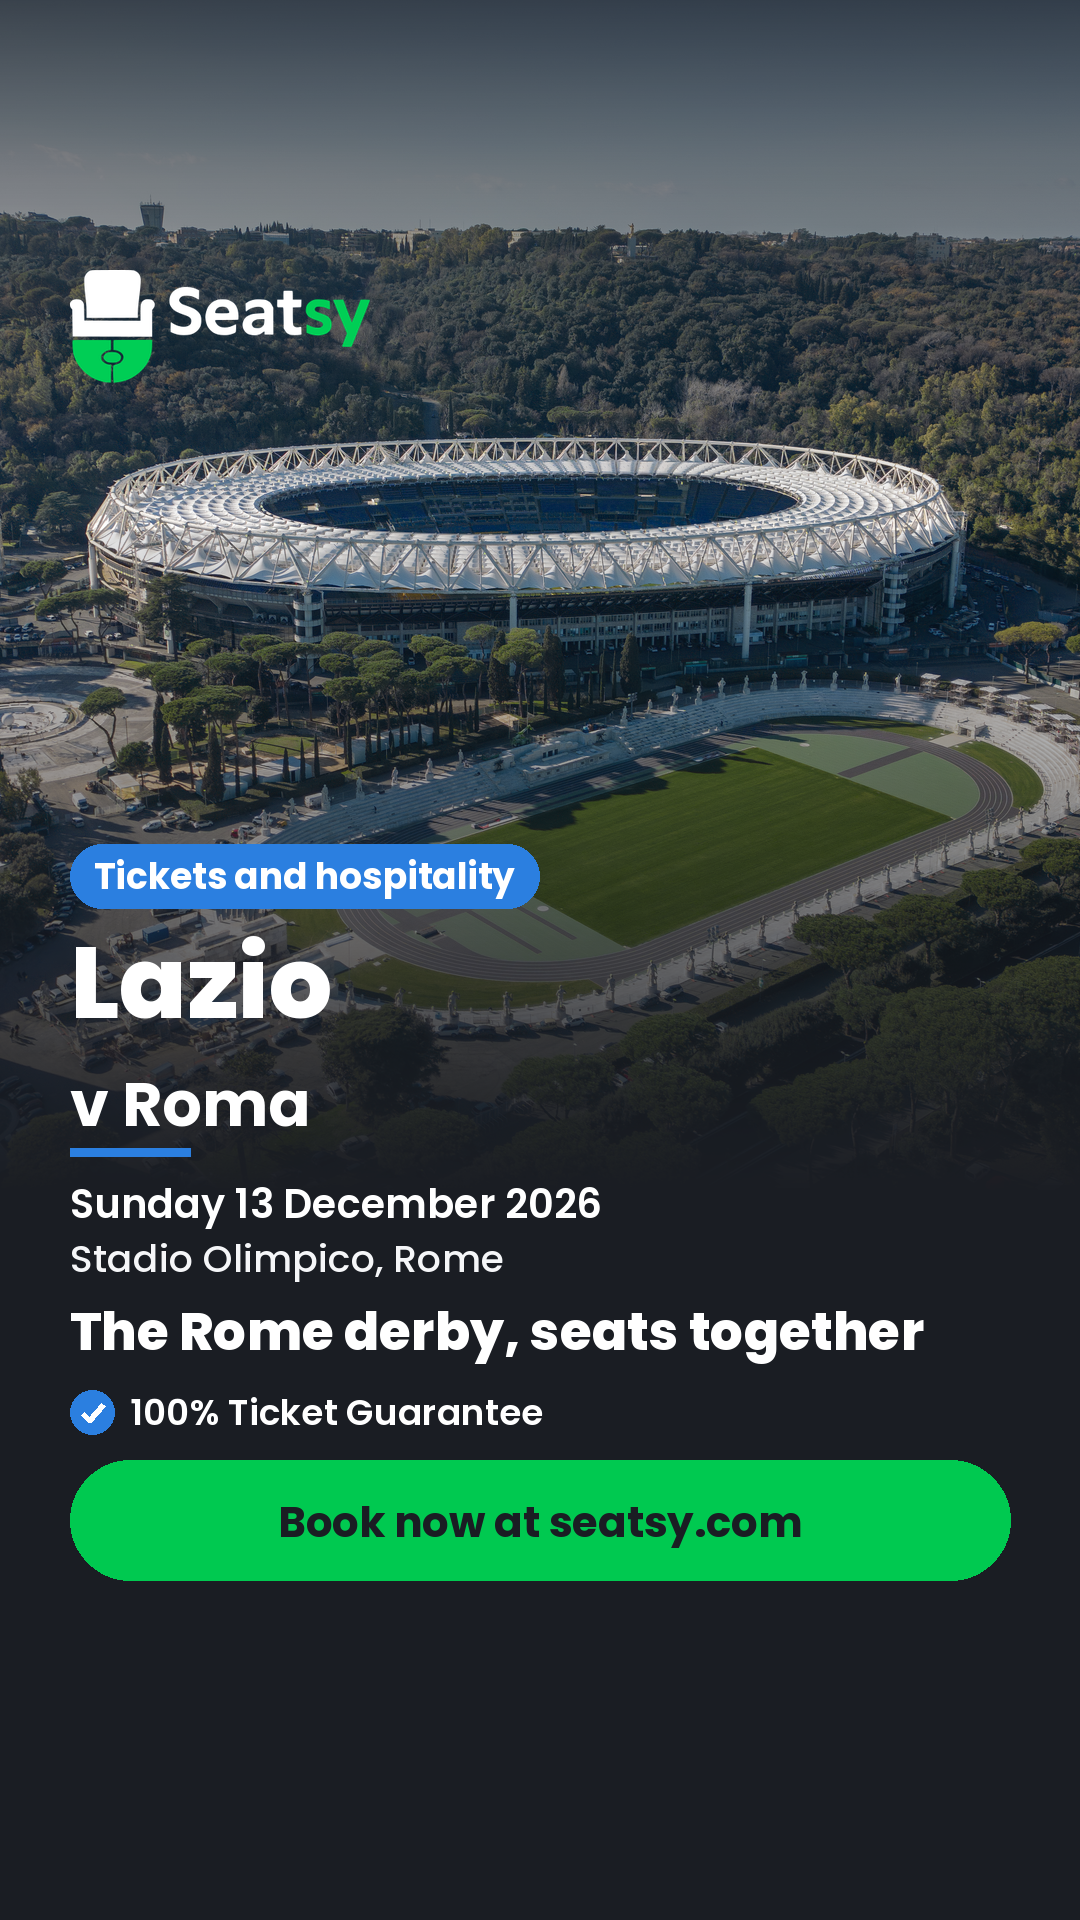 Seatsy
Tickets and hospitality
Lazio
v Roma
Sunday 13 December 2026
Stadio Olimpico, Rome
The Rome derby, seats together
100% Ticket Guarantee
Book now at seatsy.com